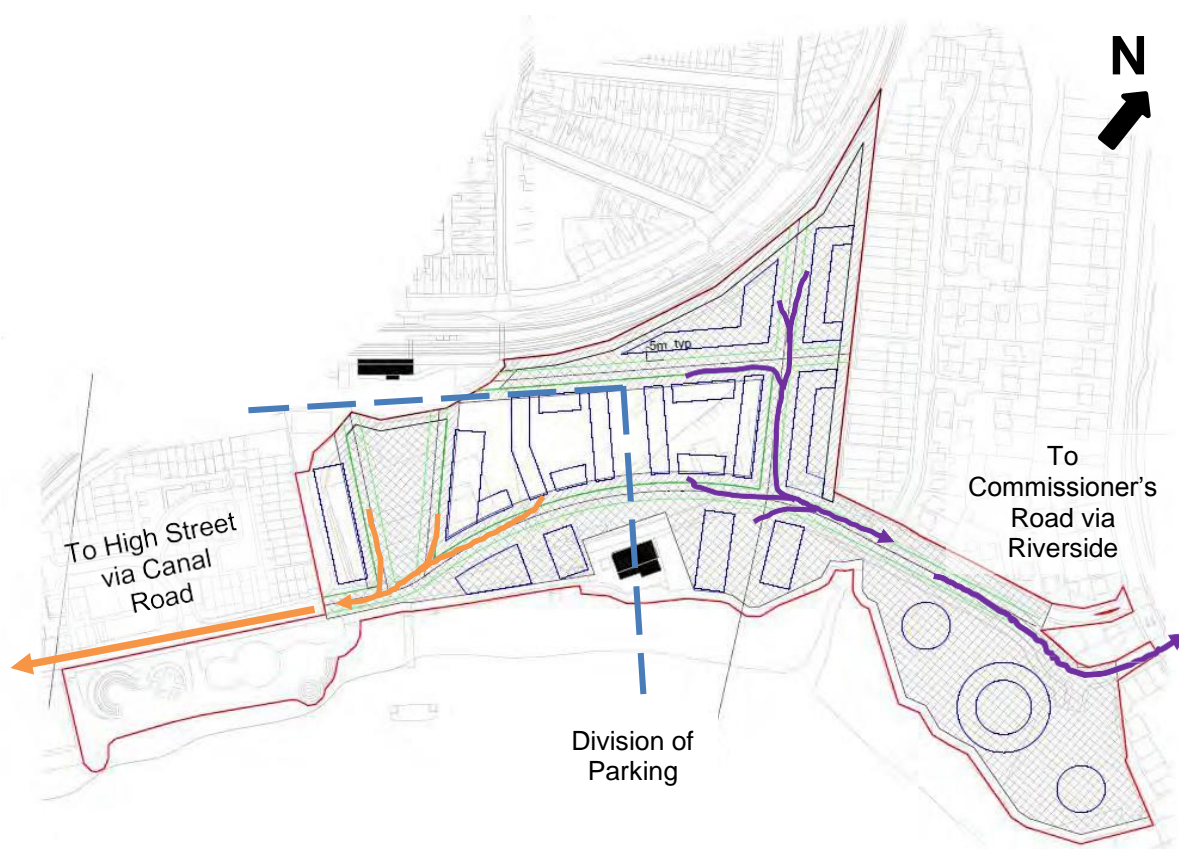 N
5m typ
To High Street
via Canal
Road
To
Commissioner's
Road via
Riverside
Division of
Parking